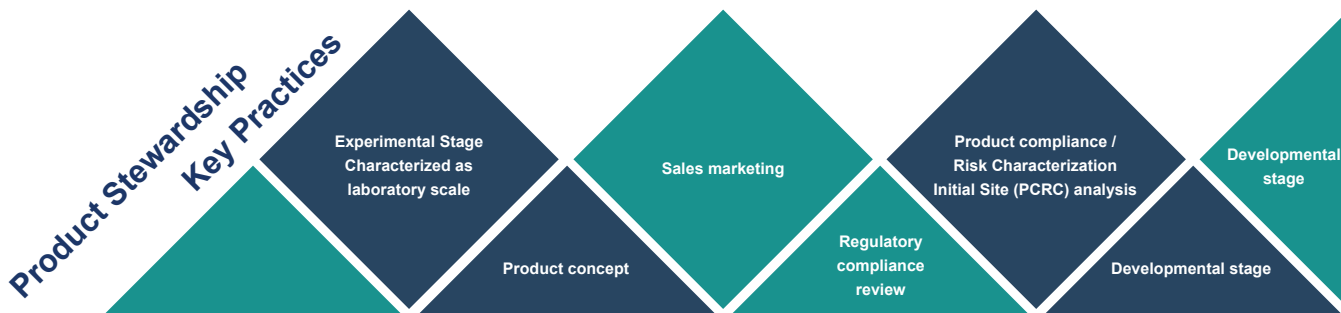 Product Stewardship
Key Practices
Experimental Stage
Characterized as
laboratory scale
Product concept
Sales marketing
Regulatory
compliance
review
Product compliance /
Risk Characterization
Initial Site (PCRC) analysis
Developmental stage
Developmental
stage